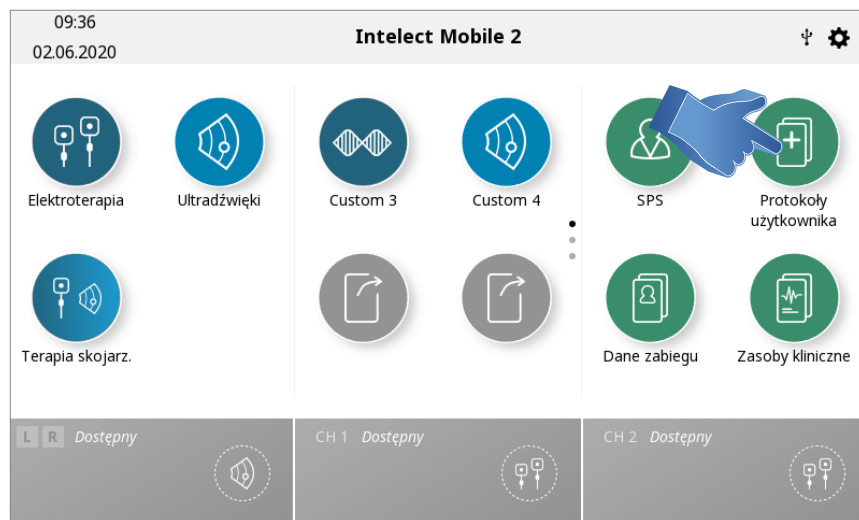 09:36
02.06.2020
Intelect Mobile 2
Elektroterapia
Ultradźwięki
Custom 3
Custom 4
SPS
Protokoły
użytkownika
Terapia skojarz.
Dane zabiegu
Zasoby kliniczne
L R Dostępny
CH 1 Dostępny
CH 2 Dostępny